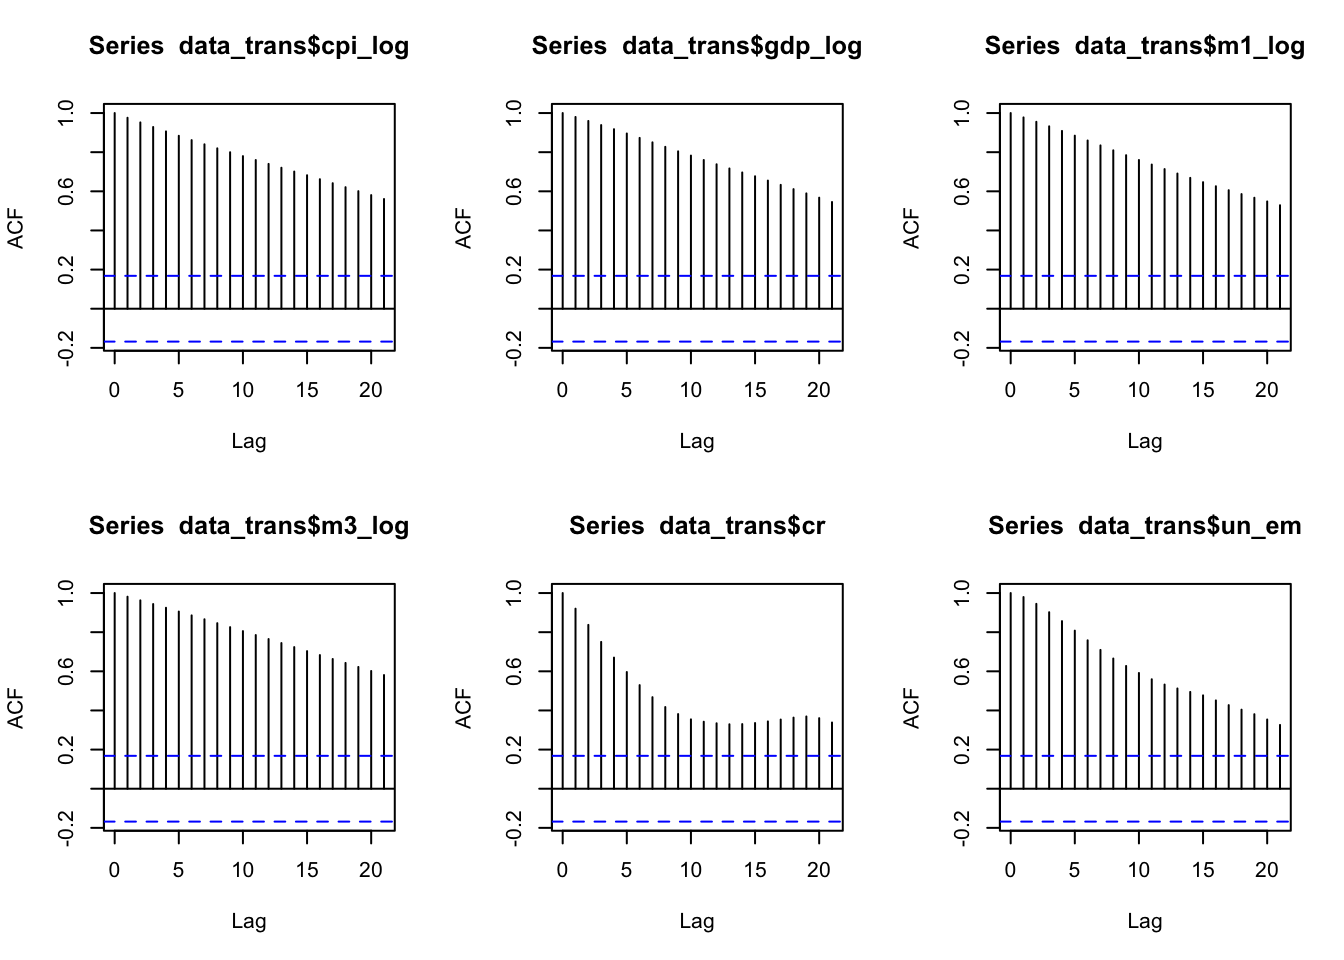 Series data_trans$cpi_log
ACF
1.0
0.6
0.2
-0.2
0 5 10 15 20
Lag
Series data_trans$gdp_log
ACF
1.0
0.6
0.2
-0.2
0 5 10 15 20
Lag
Series data_trans$m1_log
ACF
1.0
0.6
0.2
-0.2
0 5 10 15 20
Lag
Series data_trans$m3_log
ACF
1.0
0.6
0.2
-0.2
0 5 10 15 20
Lag
Series data_trans$cr
ACF
1.0
0.6
0.2
-0.2
0 5 10 15 20
Lag
Series data_trans$un_em
ACF
1.0
0.6
0.2
-0.2
0 5 10 15 20
Lag